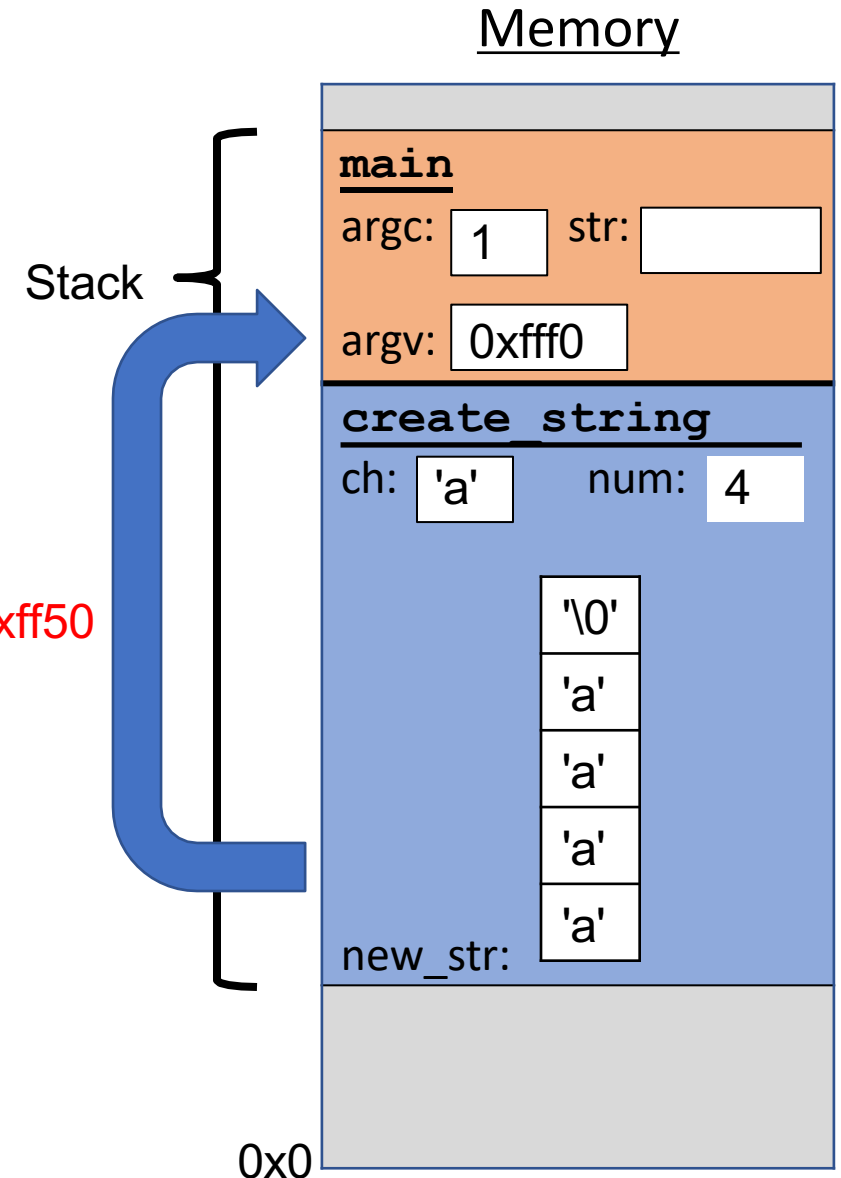 Memory
main
argc: 1 str:
Stack
argv: 0xfff0
create_string
ch: 'a' num: 4
xff50
'\0'
'a'
'a'
'a'
'a'
new_str:
0x0